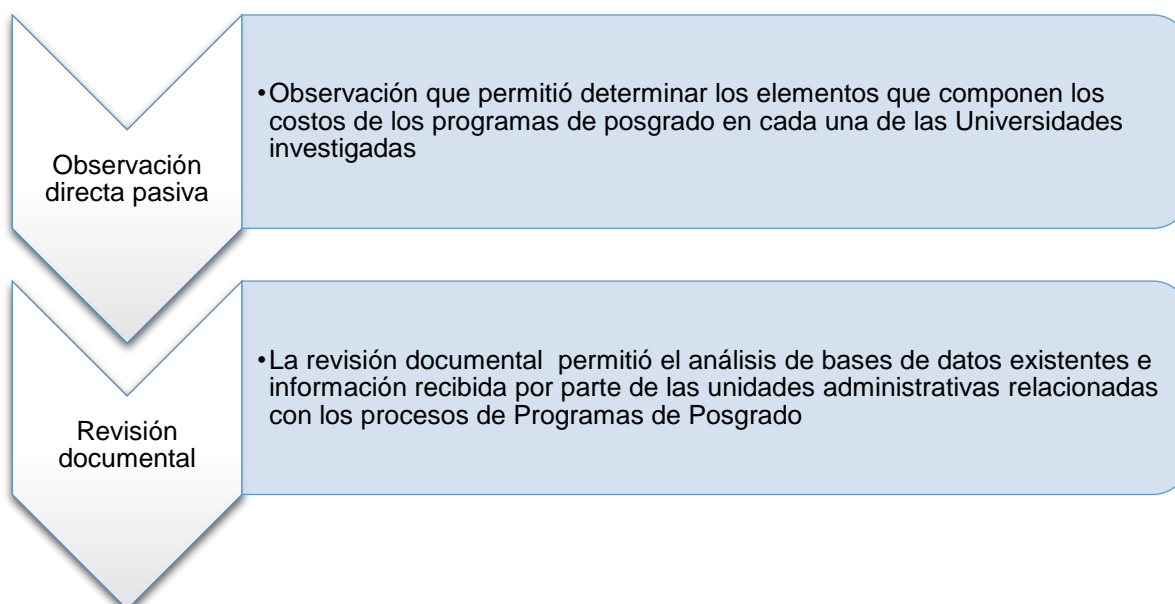 Observación
directa pasiva
•Observación que permitió determinar los elementos que componen los
costos de los programas de posgrado en cada una de las Universidades
investigadas
Revisión
documental
•La revisión documental  permitió el análisis de bases de datos existentes e
información recibida por parte de las unidades administrativas relacionadas
con los procesos de Programas de Posgrado